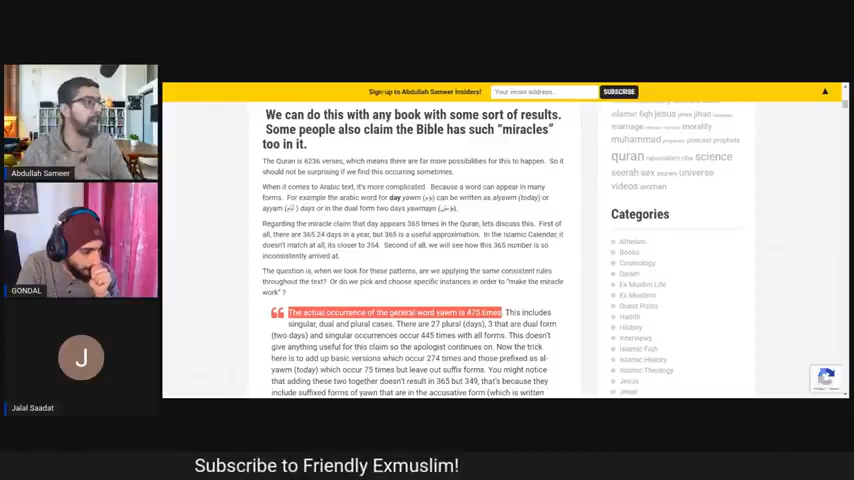 Sign-up to Abdullah Sameer Insiders!
Your email address.
SUBSCRIBE
Abdullah Sameer
GONDAL
J
Jalal Saadat
We can do this with any book with some sort of results.
Some people also claim the Bible has such “miracles”
too in it.
The Quran is 6236 verses, which means there are far more possibilities for this to happen. So it
should not be surprising if we find this occurring sometimes.
When it comes to Arabic text, it's more complicated. Because a word can appear in many
forms. For example the arabic word for day yawm (يوم) can be written as alyawm (today) or
ayyam (أيام) days or in the dual form two days yawmayn (يومين).
Regarding the miracle claim that day appears 365 times in the Quran, lets discuss this. First of
all, there are 365.24 days in a year, but 365 is a useful approximation. In the Islamic Calendar, it
doesn't match at all, its closer to 354. Second of all, we will see how this 365 number is so
inconsistently arrived at.
The question is, when we look for these patterns, are we applying the same consistent rules
throughout the text? Or do we pick and choose specific instances in order to “make the miracle
work” ?
The actual occurrence of the general word yawm is 475 times. This includes
singular, dual and plural cases. There are 27 plural (days), 3 that are dual form
(two days) and singular occurrences occur 445 times with all forms. This doesn't
give anything useful for this claim so the apologist continues on. Now the trick
here is to add up basic versions which occur 274 times and those prefixed as al-
yawm (today) which occur 75 times but leave out suffix forms. You might notice
that adding these two together doesn't result in 365 but 349, that's because they
include suffixed forms of yawn that are in the accusative form (which is written
islamic fiqh jesus jihad
marriage morality
muhammad podcast prophets
quran riba science
seerah sex stories universe
videos women
Categories
Atheism
Books
Cosmology
Deism
Ex Muslim Life
Ex Muslims
Guest Posts
Hadith
History
Interviews
Islamic Fiqh
Islamic History
Islamic Theology
Jesus
Subscribe to Friendly Exmuslim!